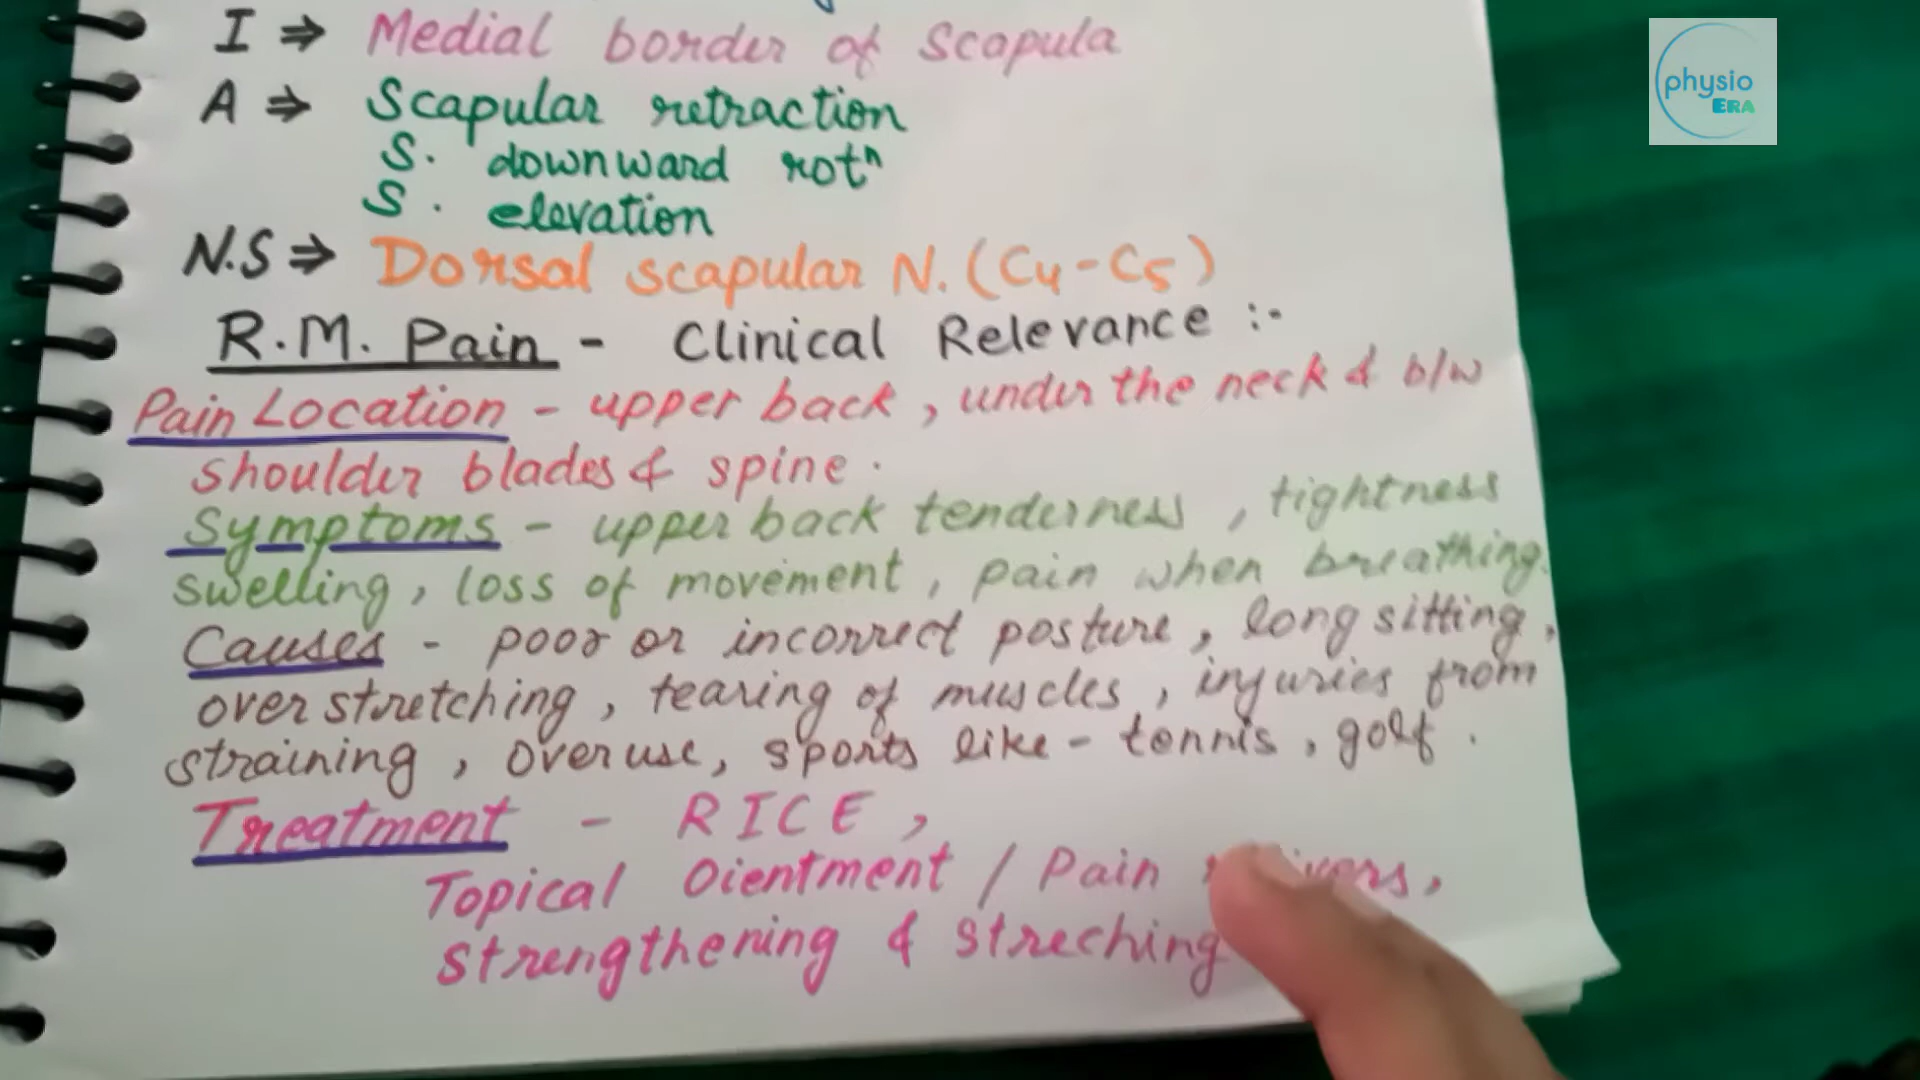 I ⇒ Medial border of Scapula
A ⇒ Scapular retraction
S. downward rotⁿ
S. elevation
N.S ⇒ Dorsal scapular N. (C4-C5)
R.M. Pain - Clinical Relevance :-
Pain Location - upper back, under the neck & b/w
shoulder blades & spine.
Symptoms - upper back tenderness, tightness
swelling, loss of movement, pain when breathing.
Causes - poor or incorrect posture, long sitting,
over stretching, tearing of muscles, injuries from
straining, overuse, sports like - tennis, golf.
Treatment - RICE,
Topical Oientment / Pain
strengthening & streching
physio
ERA